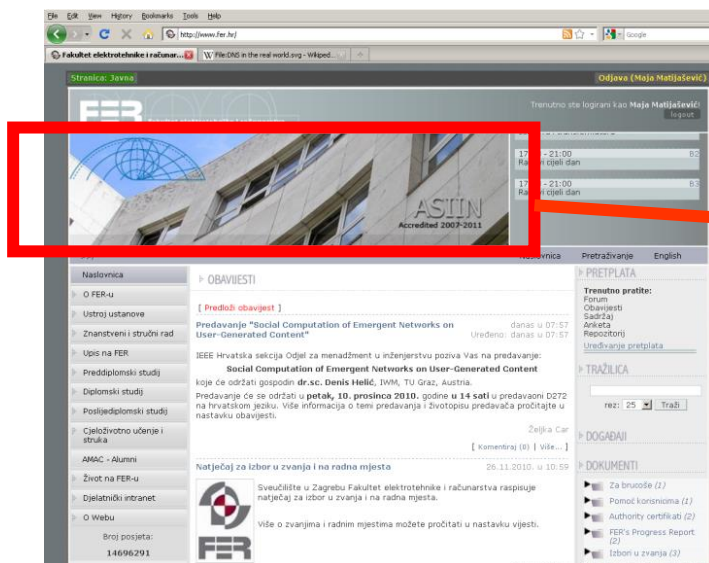 File Edit View History Bookmarks Tools Help
http://www.fer.hr/
Google
Fakultet elektrotehnike i računar...
File:DNS in the real world.svg - Wikiped...
Stranica: Javna
Odjava (Maja Matijašević)
FER
Trenutno ste logirani kao Maja Matijašević!
logout
21:00
B2
cijeli dan
21:00
B3
cijeli dan
ASIIN
Accredited 2007-2011
Pretraživanje English
Naslovnica
O FER-u
Ustroj ustanove
Znanstveni i stručni rad
Upis na FER
Preddiplomski studij
Diplomski studij
Poslijediplomski studij
Cjeloživotno učenje i
struka
AMAC - Alumni
Život na FER-u
Djelatnički intranet
O Webu
Broj posjeta:
14696291
OBAVIJESTI
[ Predloži obavijest ]
Predavanje "Social Computation of Emergent Networks on
User-Generated Content"
danas u 07:57
Uređeno: danas u 07:57
IEEE Hrvatska sekcija Odjel za menadžment u inženjerstvu poziva Vas na predavanje:
Social Computation of Emergent Networks on User-Generated Content
koje će održati gospodin dr.sc. Denis Helić, IWM, TU Graz, Austria.
Predavanje će se održati u petak, 10. prosinca 2010. godine u 14 sati u predavaoni D272
na hrvatskom jeziku. Više informacija o temi predavanja i životopisu predavača pročitajte u
nastavku obavijesti.
Željka Car
[ Komentiraj (0) | Više... ]
Natječaj za izbor u zvanja i na radna mjesta
26.11.2010. u 10:59
Sveučilište u Zagrebu Fakultet elektrotehnike i računarstva raspisuje
natječaj za izbor u zvanja i na radna mjesta.
Više o zvanjima i radnim mjestima možete pročitati u nastavku vijesti.
FER
PRETPLATA
Trenutno pratite:
Forum
Obavijesti
Sadržaj
Anketa
Repozitorij
Uređivanje pretplata
TRAŽILICA
rez: 25 Traži
DOGAĐAJI
DOKUMENTI
Za brucoše (1)
Pomoć korisnicima (1)
Authority certifikati (2)
FER's Progress Report
(2)
Izbori u zvanja (3)